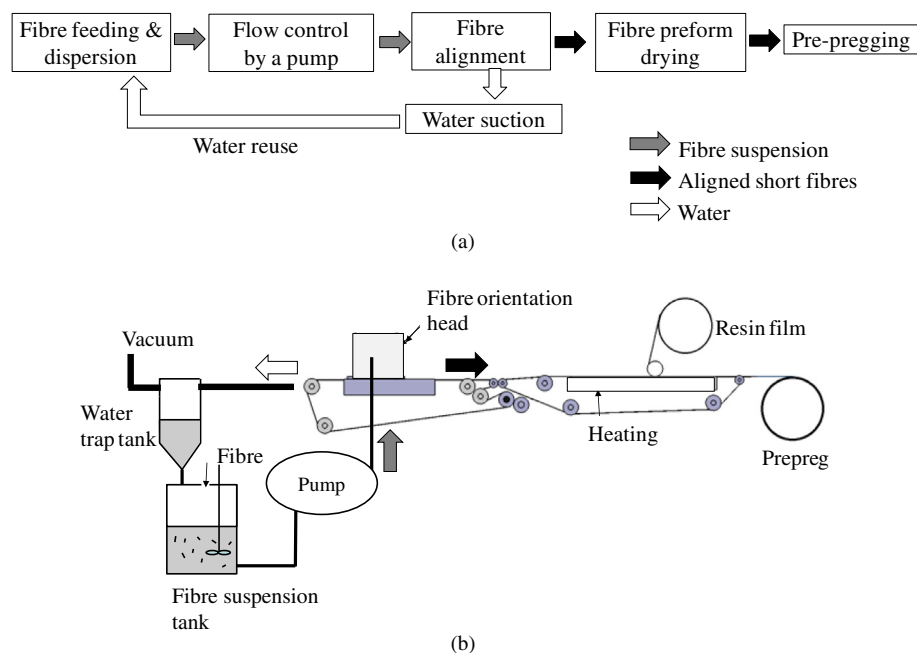 Fibre feeding &
dispersion
Flow control
by a pump
Fibre
alignment
Fibre preform
drying
Pre-pregging
Water suction
Water reuse
Fibre suspension
Aligned short fibres
Water
(a)
Fibre orientation
head
Resin film
Vacuum
Water
trap tank
Fibre
Heating
Pump
Prepreg
Fibre suspension
tank
(b)